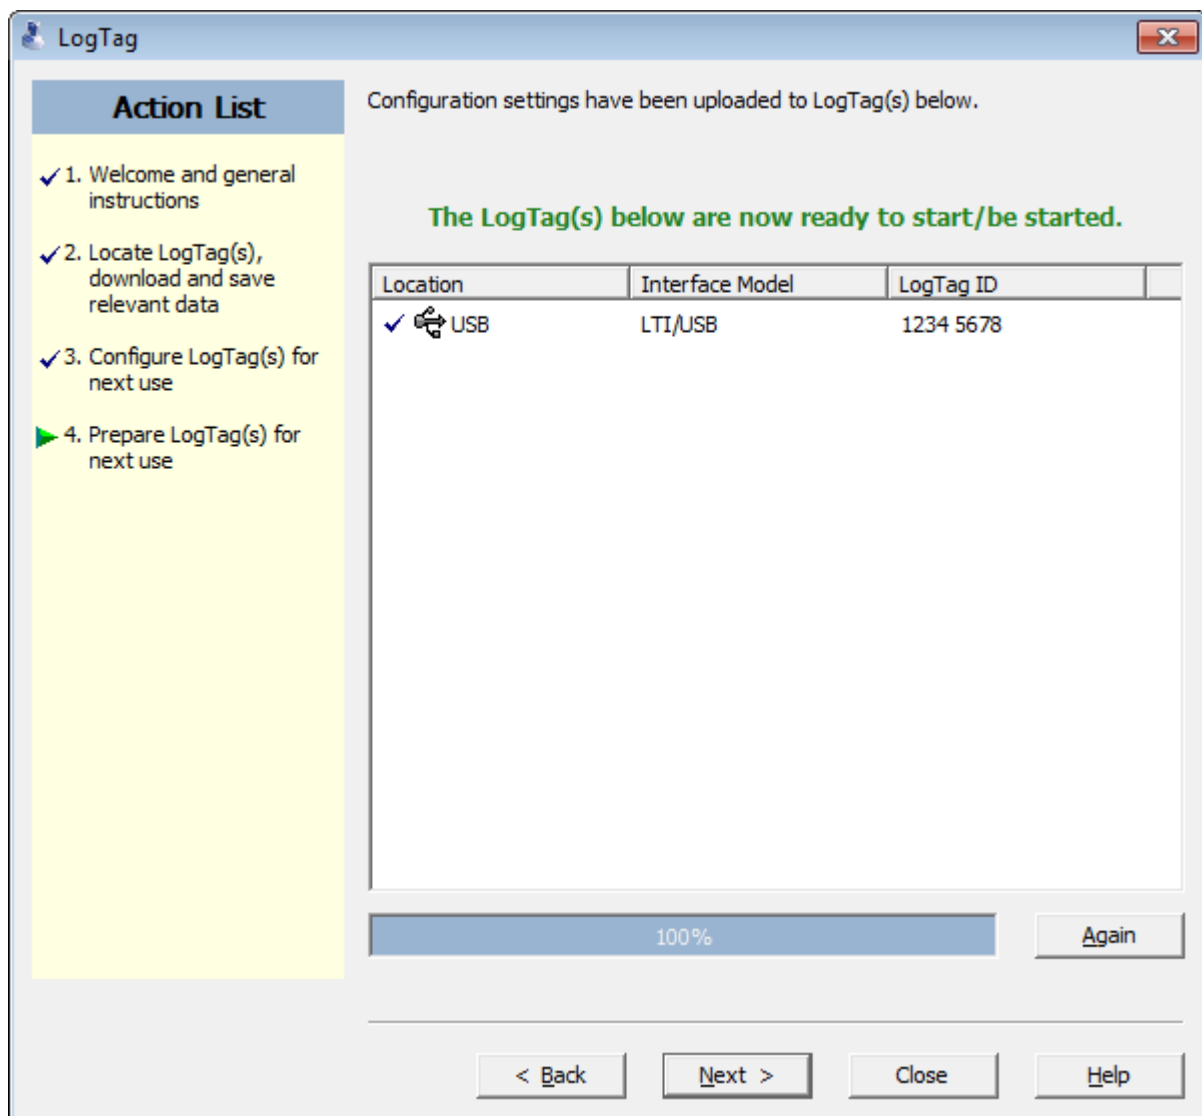 LogTag
Action List
1. Welcome and general
instructions
2. Locate LogTag(s),
download and save
relevant data
3. Configure LogTag(s) for
next use
4. Prepare LogTag(s) for
next use
Configuration settings have been uploaded to LogTag(s) below.
The LogTag(s) below are now ready to start/be started.
Location Interface Model LogTag ID
USB LTI/USB 1234 5678
100% Again
< Back Next > Close Help